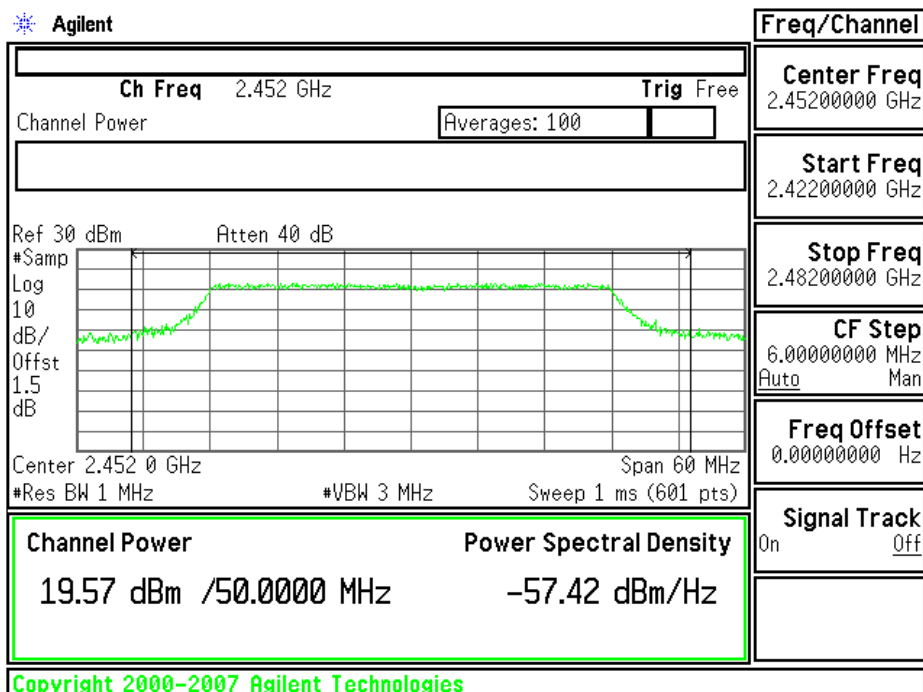 Agilent
Freq/Channel
Ch Freq 2.452 GHz Trig Free
Channel Power Averages: 100
Ref 30 dBm Atten 40 dB
#Samp
Log
10
dB/
Offst
1.5
dB
Center 2.452 0 GHz Span 60 MHz
#Res BW 1 MHz #VBW 3 MHz Sweep 1 ms (601 pts)
Channel Power Power Spectral Density
19.57 dBm /50.0000 MHz -57.42 dBm/Hz
Center Freq
2.45200000 GHz
Start Freq
2.42200000 GHz
Stop Freq
2.48200000 GHz
CF Step
6.00000000 MHz
Auto Man
Freq Offset
0.00000000 Hz
Signal Track
On Off
Copyright 2000-2007 Agilent Technologies